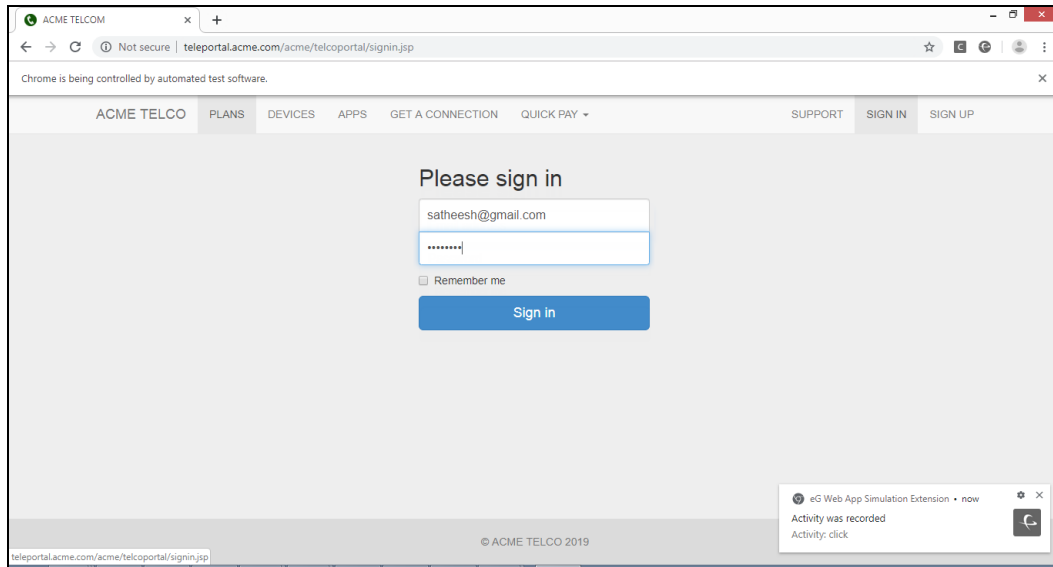 ACME TELCOM
Not secure | teleportal.acme.com/acme/telcoportal/signin.jsp
Chrome is being controlled by automated test software.
ACME TELCO PLANS DEVICES APPS GET A CONNECTION QUICK PAY SUPPORT SIGN IN SIGN UP
Please sign in
satheesh@gmail.com
••••••••
Remember me
Sign in
eG Web App Simulation Extension • now
Activity was recorded
Activity: click
© ACME TELCO 2019
teleportal.acme.com/acme/telcoportal/signin.jsp